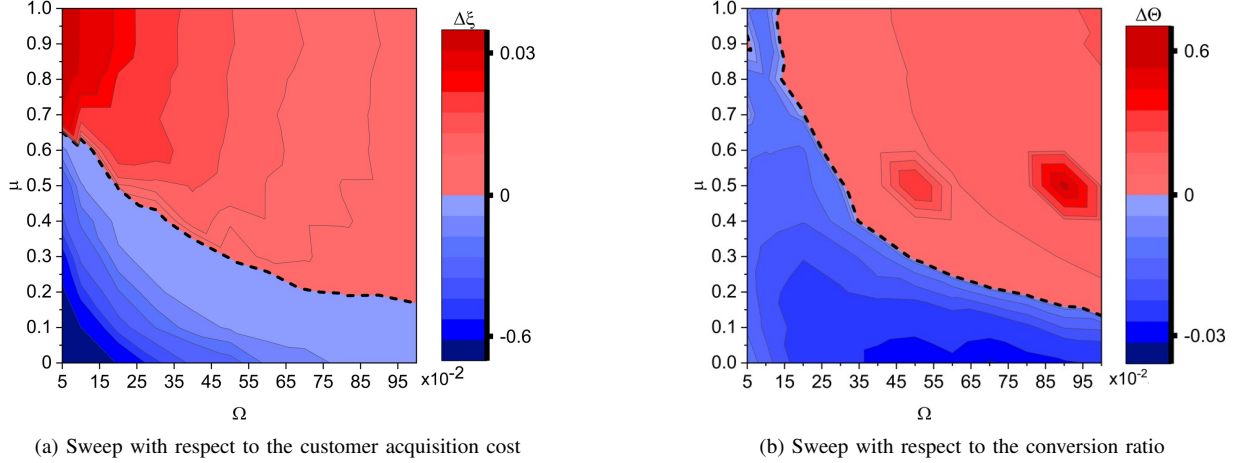 Δξ
1.0
0.9
0.8
0.7
0.6
0.5
0.4
0.3
0.2
0.1
0
μ
5 15 25 35 45 55 65 75 85 95
x10⁻²
Ω
0.03
0
-0.6
(a) Sweep with respect to the customer acquisition cost
ΔΘ
1.0
0.9
0.8
0.7
0.6
0.5
0.4
0.3
0.2
0.1
0.0
μ
5 15 25 35 45 55 65 75 85 95
x10⁻²
Ω
0.6
0
-0.03
(b) Sweep with respect to the conversion ratio